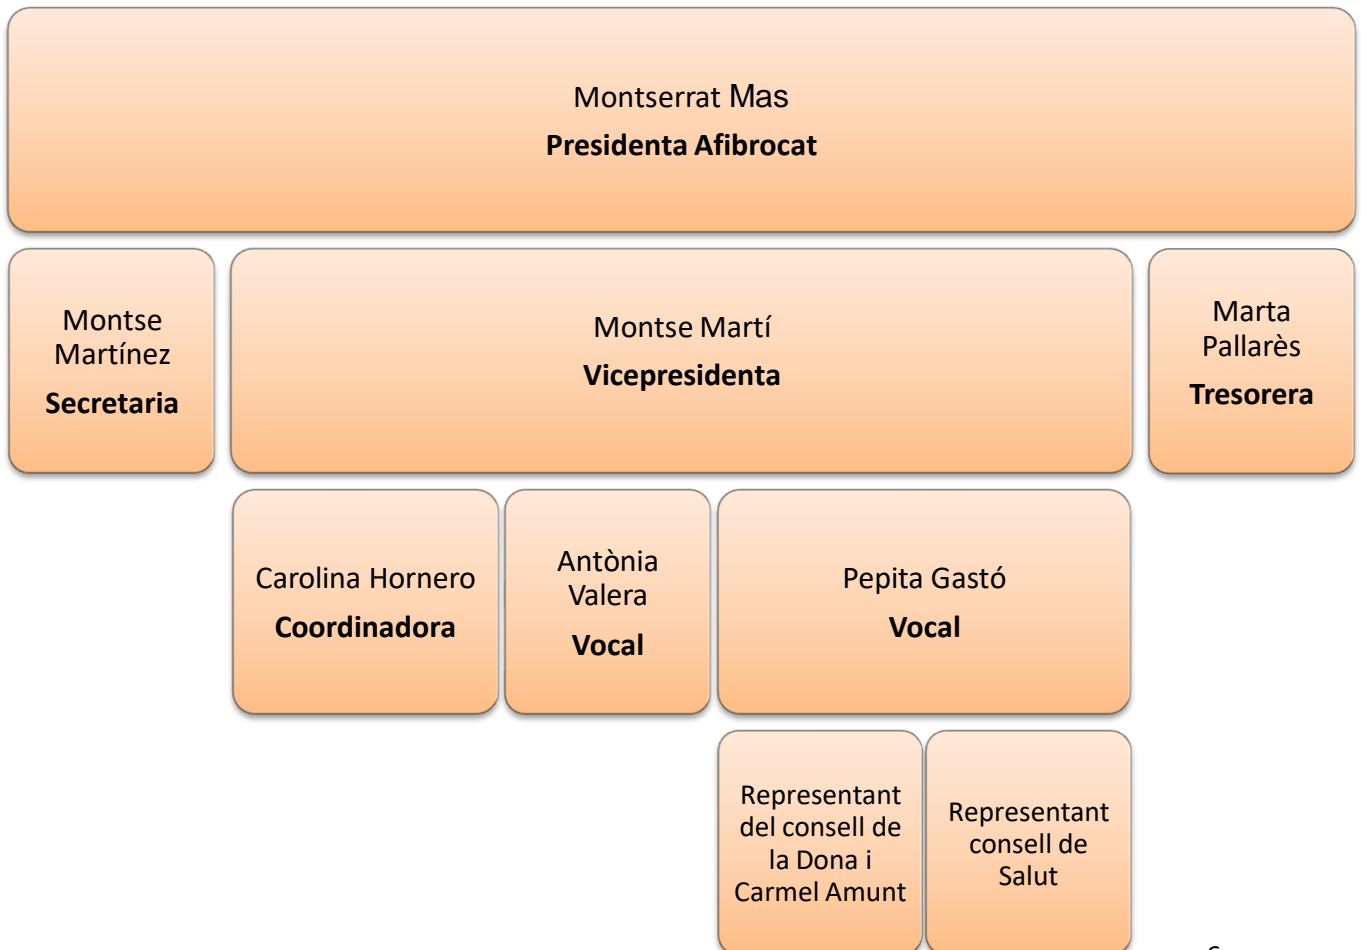 Montserrat Mas
Presidenta Afibrocat
Montse
Martínez
Secretaria
Montse Martí
Vicepresidenta
Marta
Pallarès
Tresorera
Carolina Hornero
Coordinadora
Antònia
Valera
Vocal
Pepita Gastó
Vocal
Representant
del consell de
la Dona i
Carmel Amunt
Representant
consell de
Salut